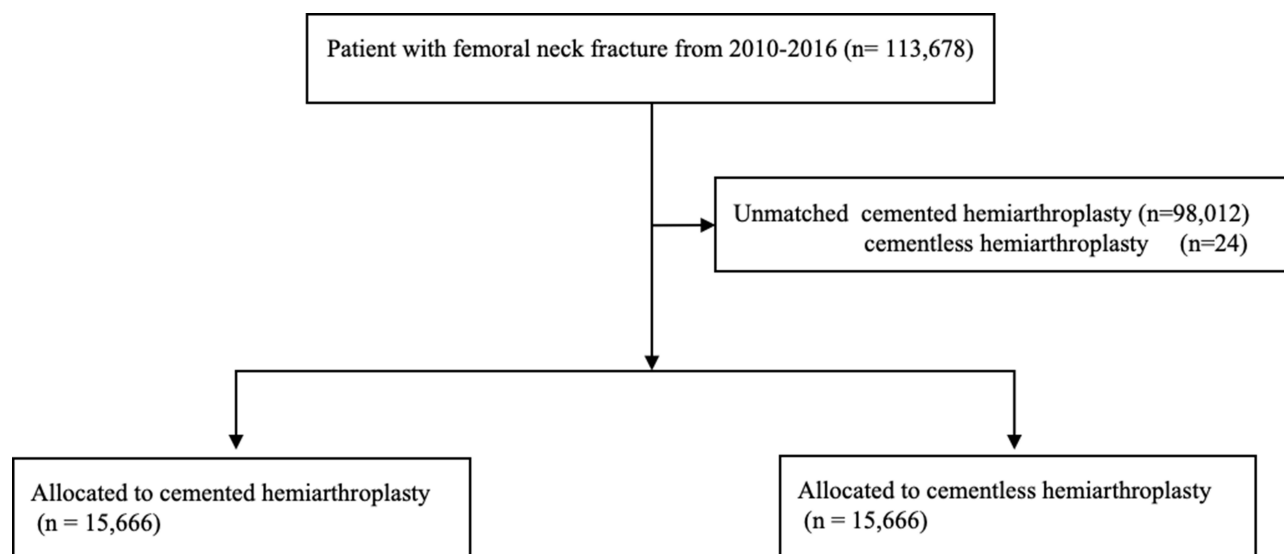 Patient with femoral neck fracture from 2010-2016 (n= 113,678)
Unmatched cemented hemiarthroplasty (n=98,012)
cementless hemiarthroplasty (n=24)
Allocated to cemented hemiarthroplasty
(n = 15,666)
Allocated to cementless hemiarthroplasty
(n = 15,666)